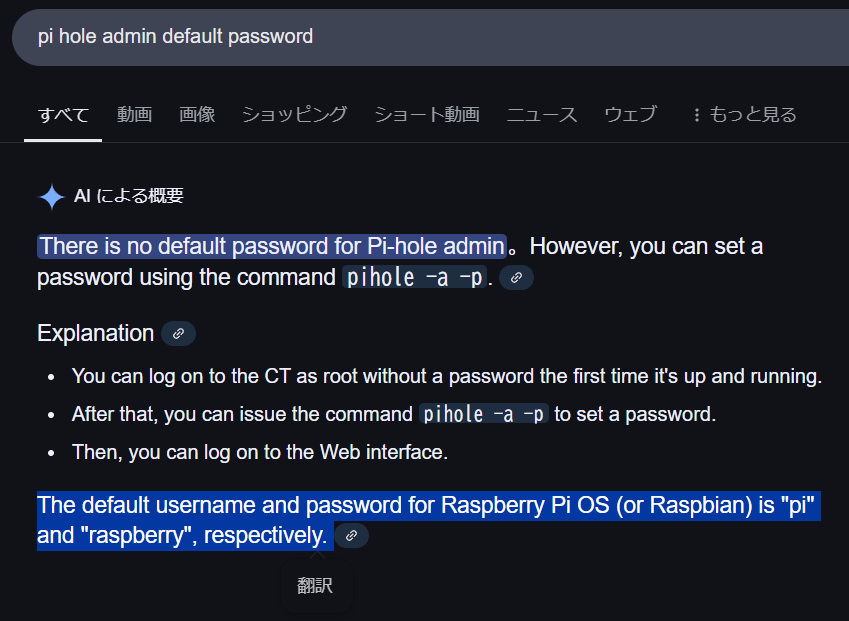 pi hole admin default password
すべて 動画 画像 ショッピング ショート動画 ニュース ウェブ ⋮ もっと見る
AI による概要
There is no default password for Pi-hole admin。However, you can set a
password using the command pihole -a -p.
Explanation
• You can log on to the CT as root without a password the first time it's up and running.
• After that, you can issue the command pihole -a -p to set a password.
• Then, you can log on to the Web interface.
The default username and password for Raspberry Pi OS (or Raspbian) is "pi"
and "raspberry", respectively.
翻訳